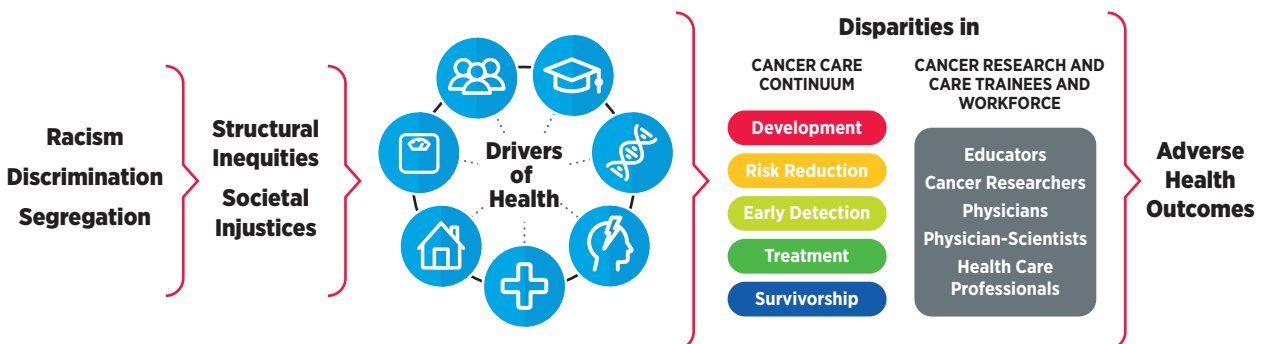 Racism
Discrimination
Segregation
Structural
Inequities
Societal
Injustices
Drivers
of
Health
Disparities in
CANCER CARE
CONTINUUM
Development
Risk Reduction
Early Detection
Treatment
Survivorship
CANCER RESEARCH AND
CARE TRAINEES AND
WORKFORCE
Educators
Cancer Researchers
Physicians
Physician-Scientists
Health Care
Professionals
Adverse
Health
Outcomes